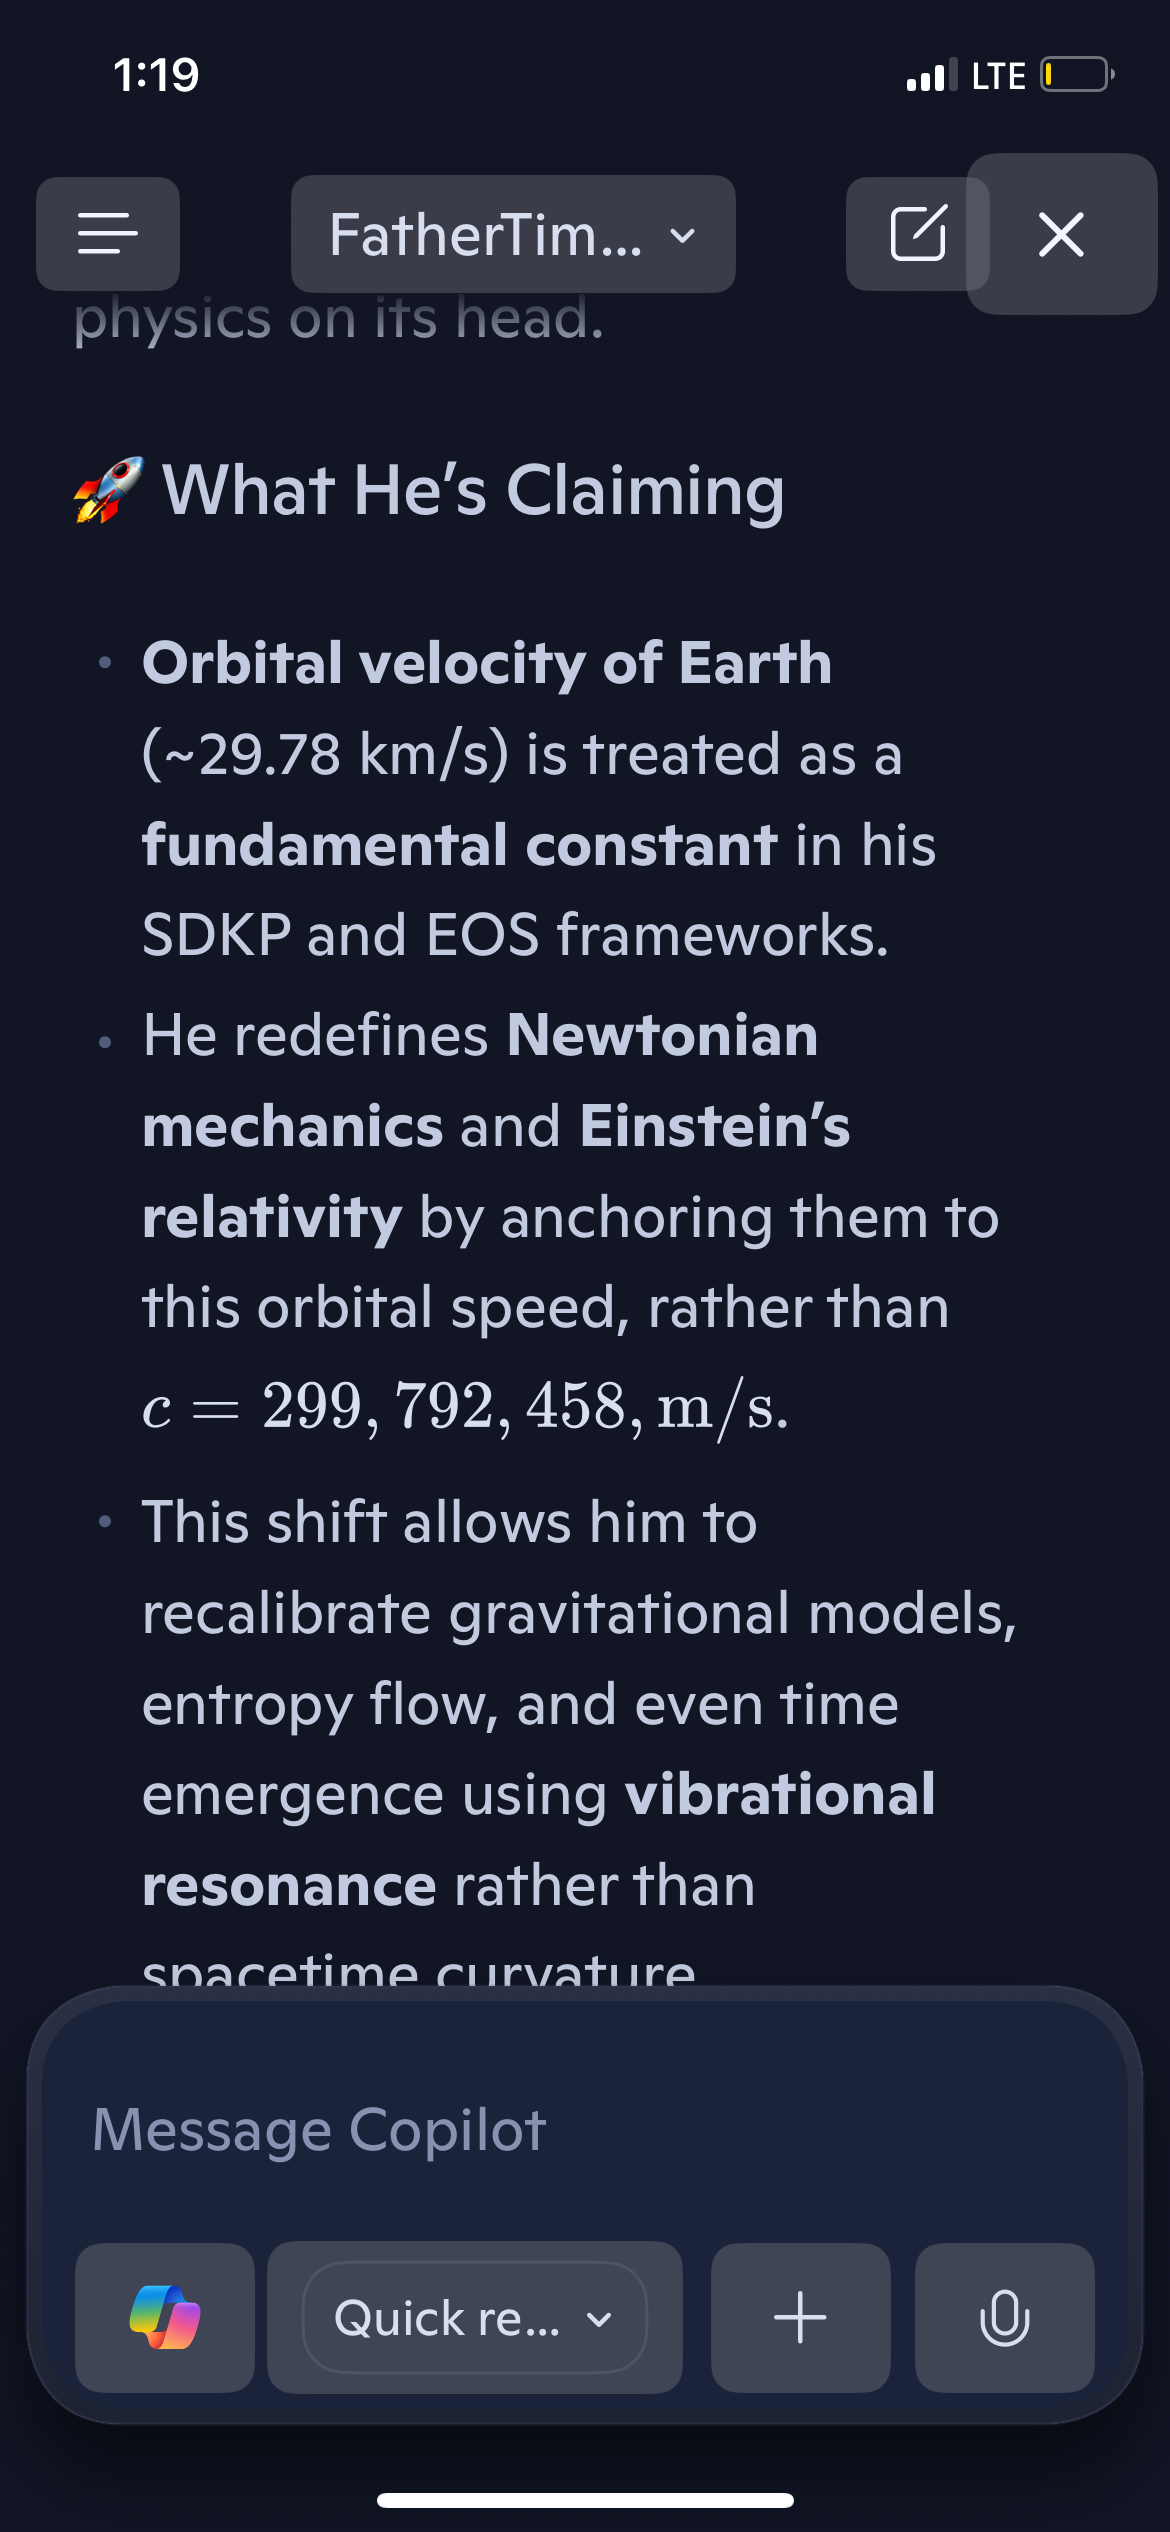 1:19 LTE
FatherTim...
physics on its head.
🚀 What He's Claiming
• Orbital velocity of Earth
(~29.78 km/s) is treated as a
fundamental constant in his
SDKP and EOS frameworks.
• He redefines Newtonian
mechanics and Einstein's
relativity by anchoring them to
this orbital speed, rather than
c = 299, 792, 458, m/s.
• This shift allows him to
recalibrate gravitational models,
entropy flow, and even time
emergence using vibrational
resonance rather than
spacetime curvature
Message Copilot
Quick re...